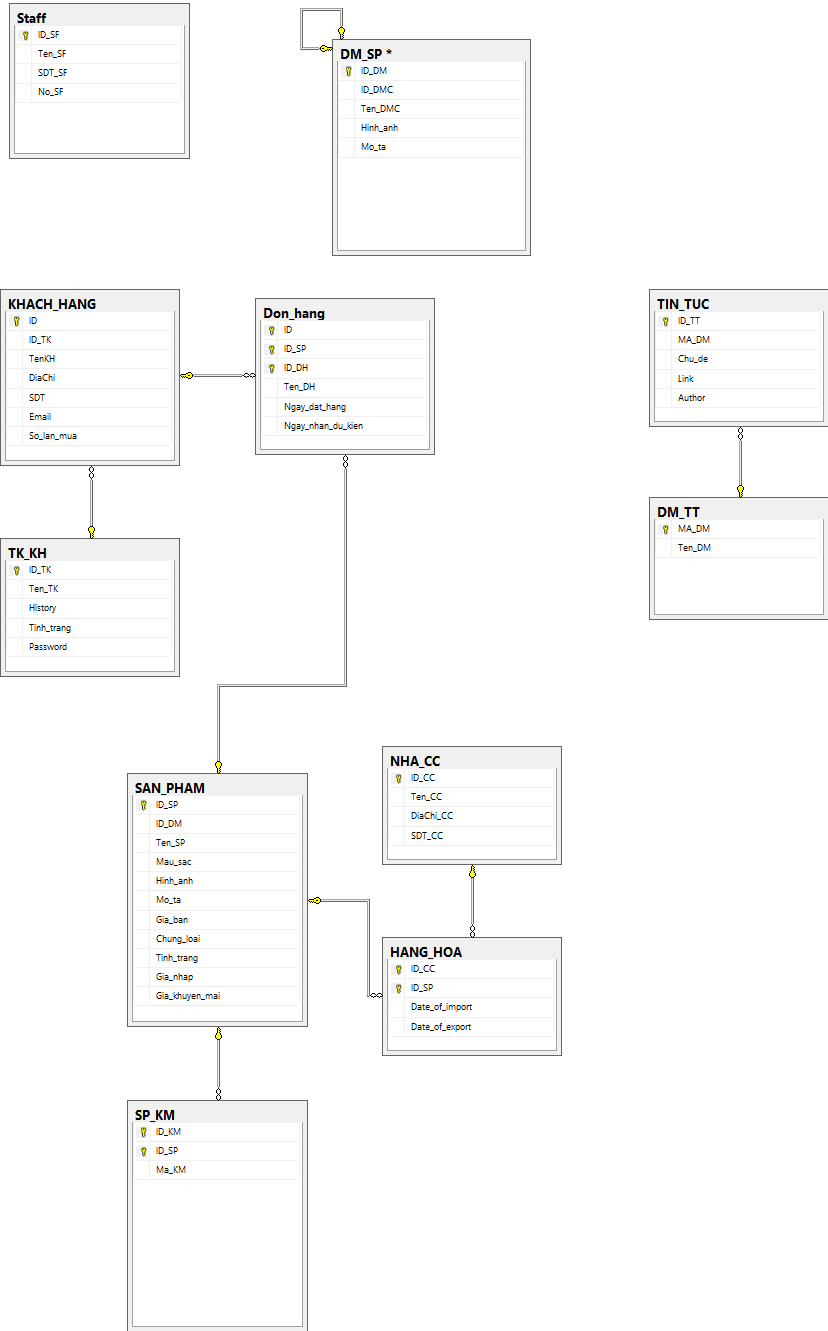 Staff
ID_SF
Ten_SF
SDT_SF
No_SF
DM_SP *
ID_DM
ID_DMC
Ten_DMC
Hinh_anh
Mo_ta
KHACH_HANG
ID
ID_TK
TenKH
DiaChi
SDT
Email
So_lan_mua
Don_hang
ID
ID_SP
ID_DH
Ten_DH
Ngay_dat_hang
Ngay_nhan_du_kien
TIN_TUC
ID_TT
MA_DM
Chu_de
Link
Author
TK_KH
ID_TK
Ten_TK
History
Tinh_trang
Password
DM_TT
MA_DM
Ten_DM
SAN_PHAM
ID_SP
ID_DM
Ten_SP
Mau_sac
Hinh_anh
Mo_ta
Gia_ban
Chung_loai
Tinh_trang
Gia_nhap
Gia_khuyen_mai
NHA_CC
ID_CC
Ten_CC
DiaChi_CC
SDT_CC
HANG_HOA
ID_CC
ID_SP
Date_of_import
Date_of_export
SP_KM
ID_KM
ID_SP
Ma_KM